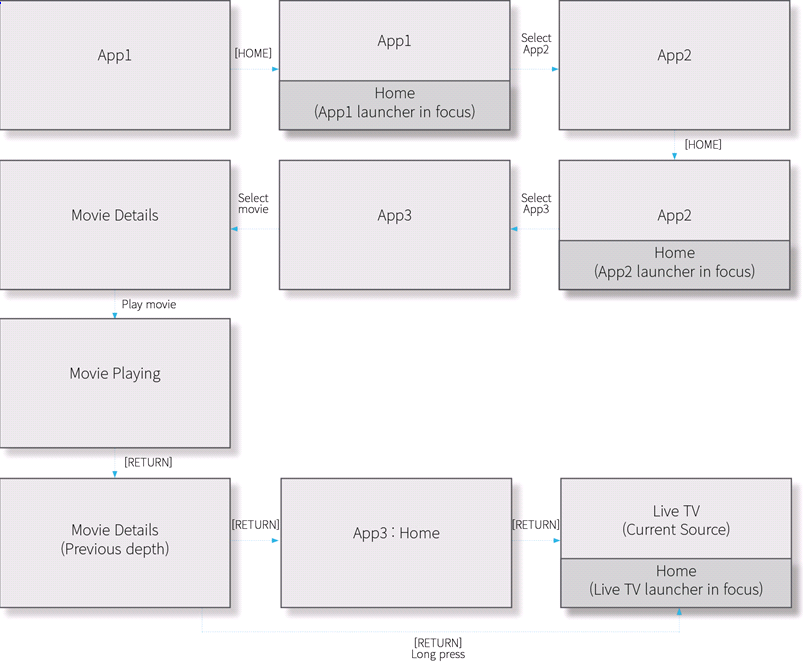 App1
[HOME]
App1
Home
(App1 launcher in focus)
Select
App2
App2
[HOME]
App2
Home
(App2 launcher in focus)
Select
App3
App3
Select
movie
Movie Details
Play movie
Movie Playing
[RETURN]
Movie Details
(Previous depth)
[RETURN]
App3 : Home
[RETURN]
Live TV
(Current Source)
Home
(Live TV launcher in focus)
[RETURN]
Long press